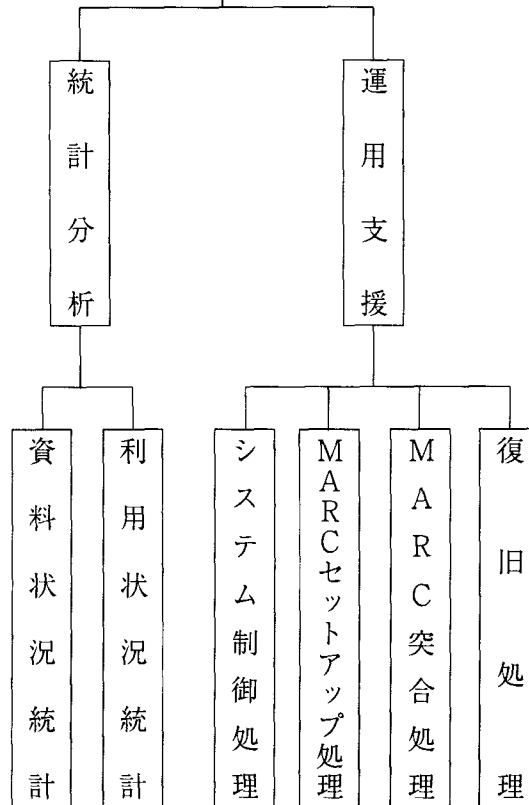 統計分析
運用支援
資料状況統計
利用状況統計
システム制御処理
MARCセットアップ処理
MARC突合処理
復旧処理